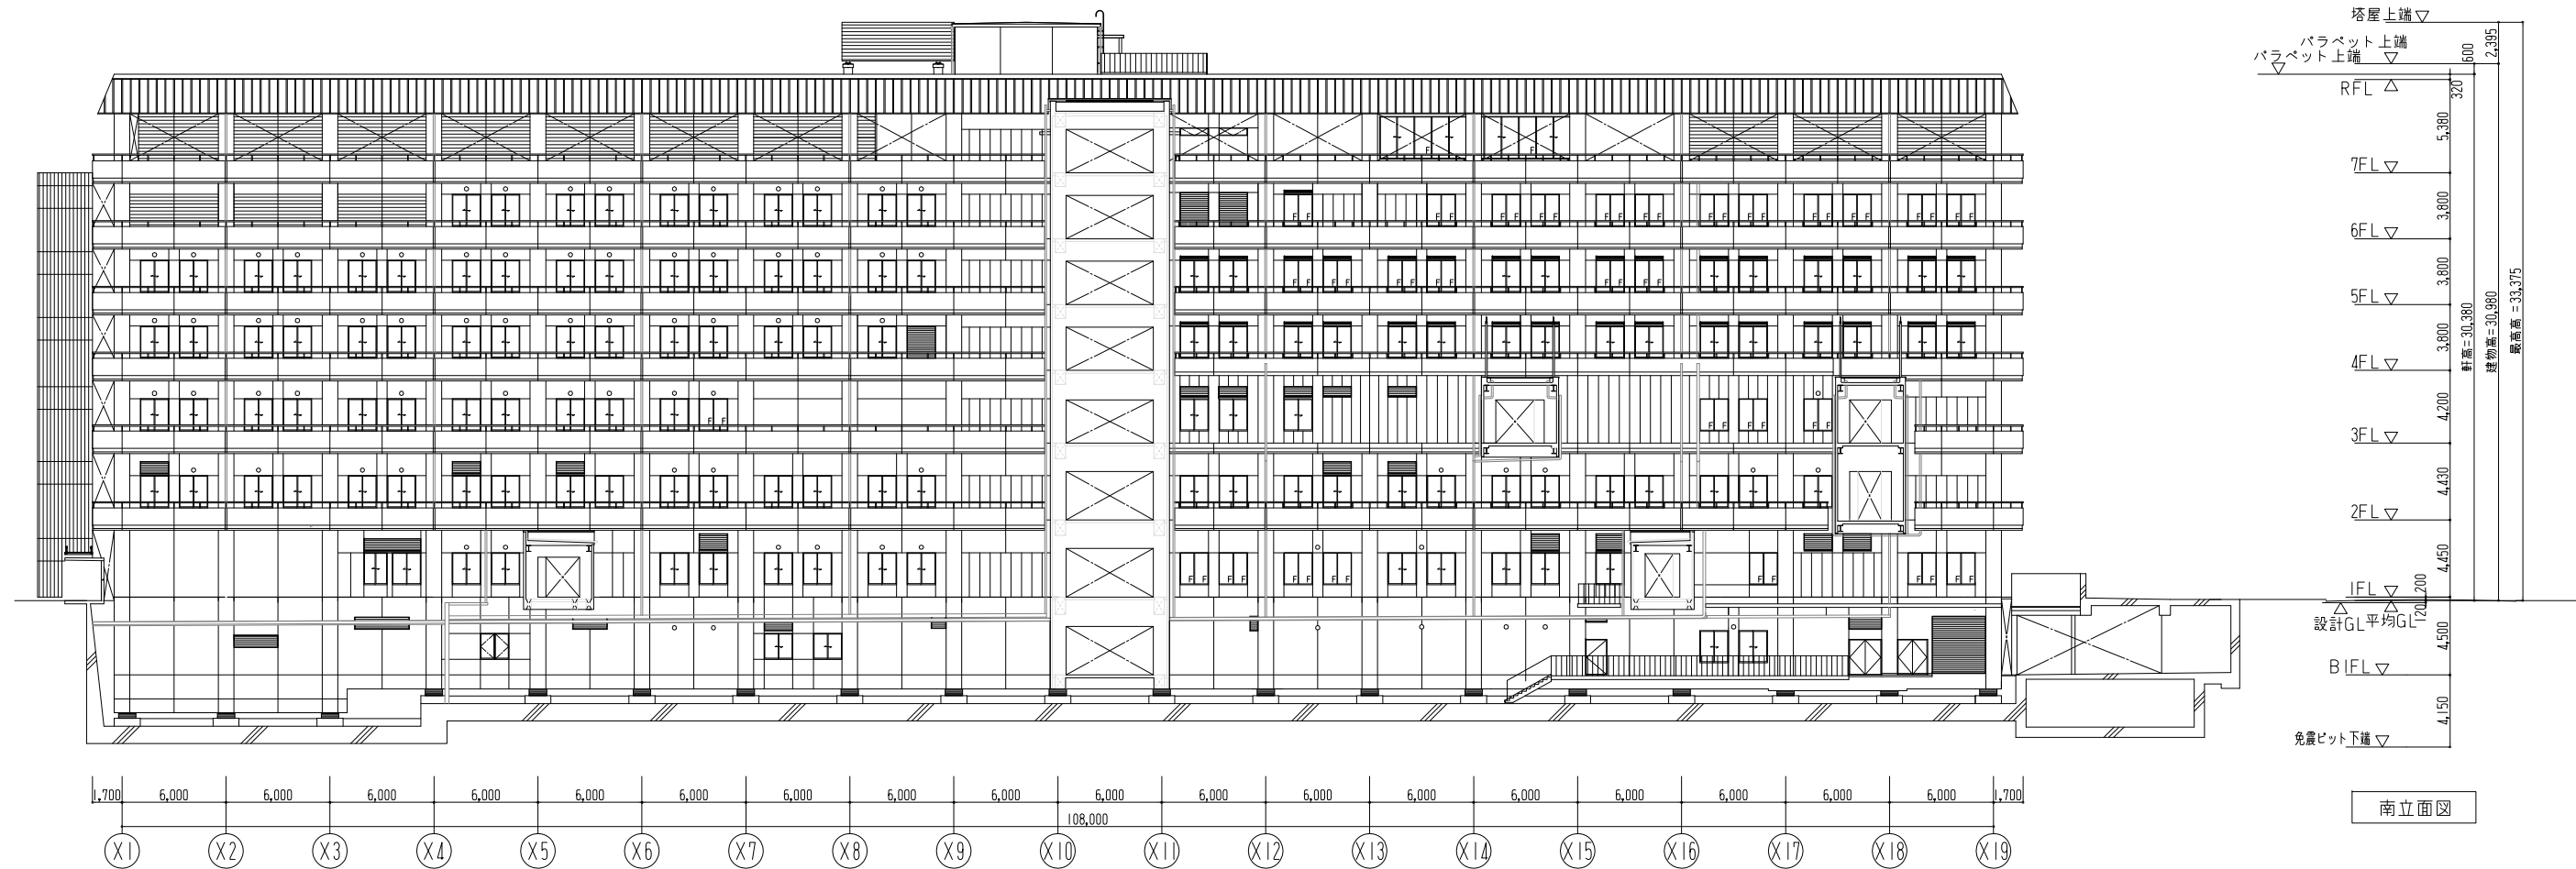 塔屋上端
パラペット上端
パラペット上端
RFL
7FL
6FL
5FL
4FL
3FL
2FL
1FL
設計GL
平均GL
B1FL
免震ピット下端
600
2,395
320
5,380
3,800
3,800
3,800
4,200
4,430
4,450
200
120
4,500
4,150
軒高=30,380
建物高=30,980
最高高=33,375
F F F F F F F F F F F F F F F F F F
1,700 6,000 6,000 6,000 6,000 6,000 6,000 6,000 6,000 6,000 6,000 6,000 6,000 6,000 6,000 6,000 6,000 6,000 6,000 1,700
108,000
X1 X2 X3 X4 X5 X6 X7 X8 X9 X10 X11 X12 X13 X14 X15 X16 X17 X18 X19
南立面図